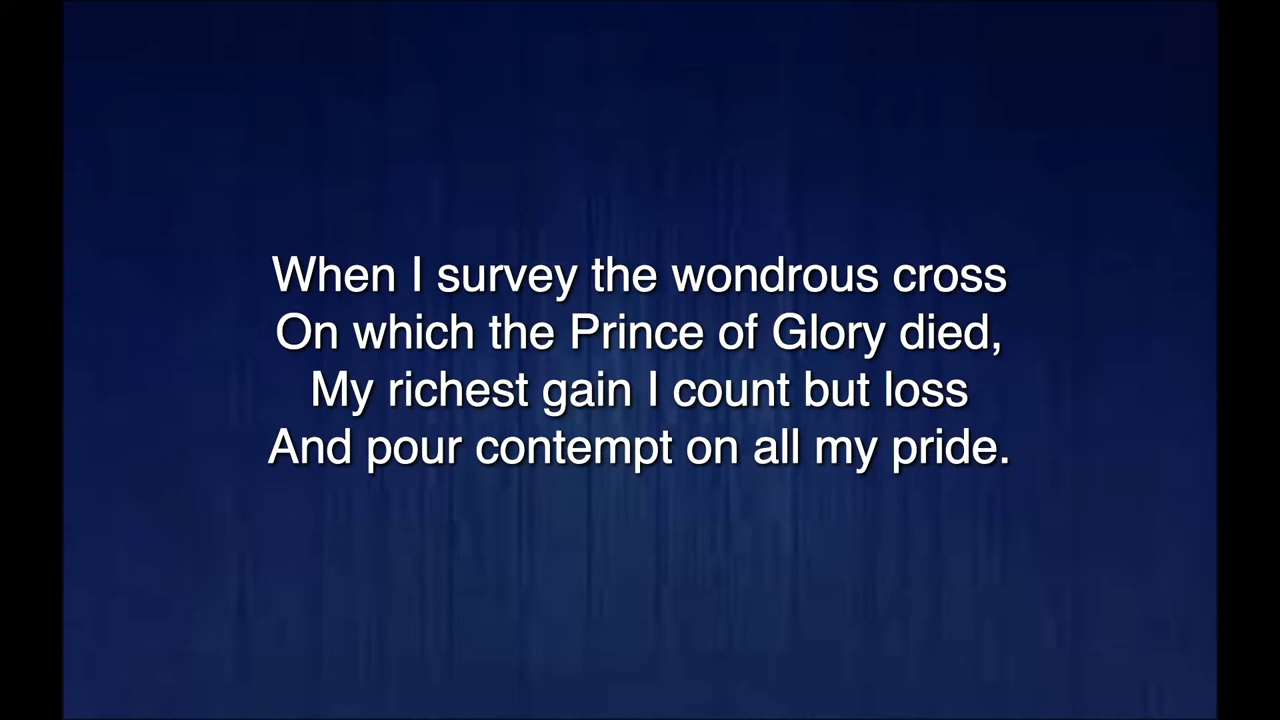 When I survey the wondrous cross
On which the Prince of Glory died,
My richest gain I count but loss
And pour contempt on all my pride.